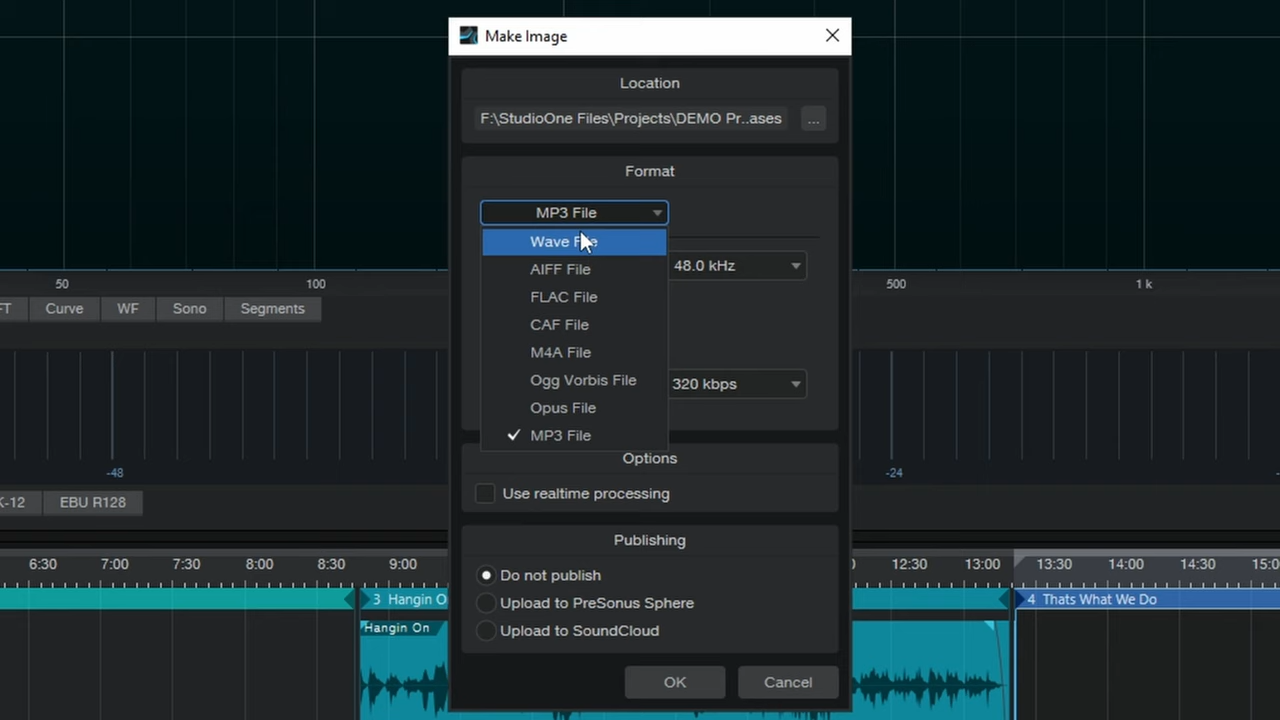 Make Image
Location
F:\StudioOne Files\Projects\DEMO Pr..ases
...
Format
MP3 File
Wave File
AIFF File
48.0 kHz
FLAC File
CAF File
M4A File
Ogg Vorbis File
320 kbps
Opus File
MP3 File
Options
Use realtime processing
Publishing
Do not publish
Upload to PreSonus Sphere
Upload to SoundCloud
OK
Cancel
50
100
500
1 k
FT
Curve
WF
Sono
Segments
-48
-24
K-12
EBU R128
6:30
7:00
7:30
8:00
8:30
9:00
12:30
13:00
13:30
14:00
14:30
15:0
3 Hangin O
4 Thats What We Do
Hangin On